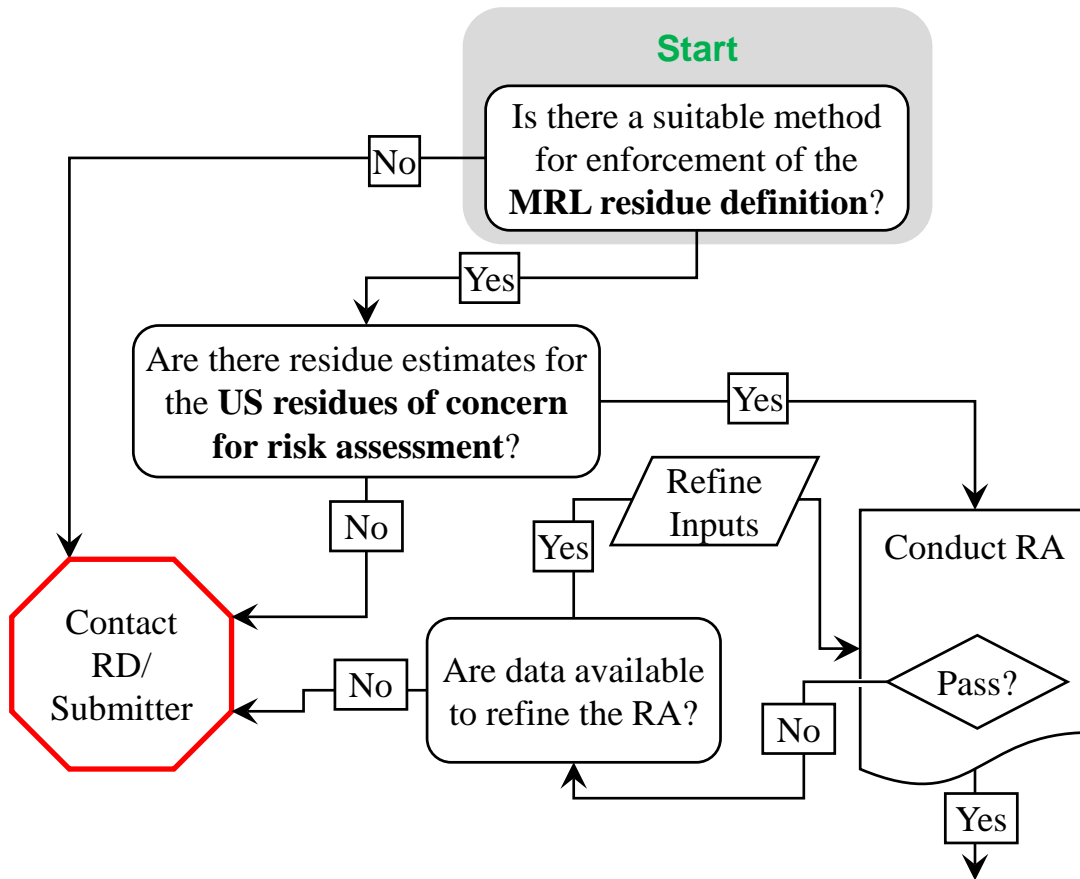 Start
Is there a suitable method
for enforcement of the
MRL residue definition?
No
Yes
Are there residue estimates for
the US residues of concern
for risk assessment?
Yes
No
Refine
Inputs
Yes
Conduct RA
Contact
RD/
Submitter
No
Are data available
to refine the RA?
Pass?
No
Yes